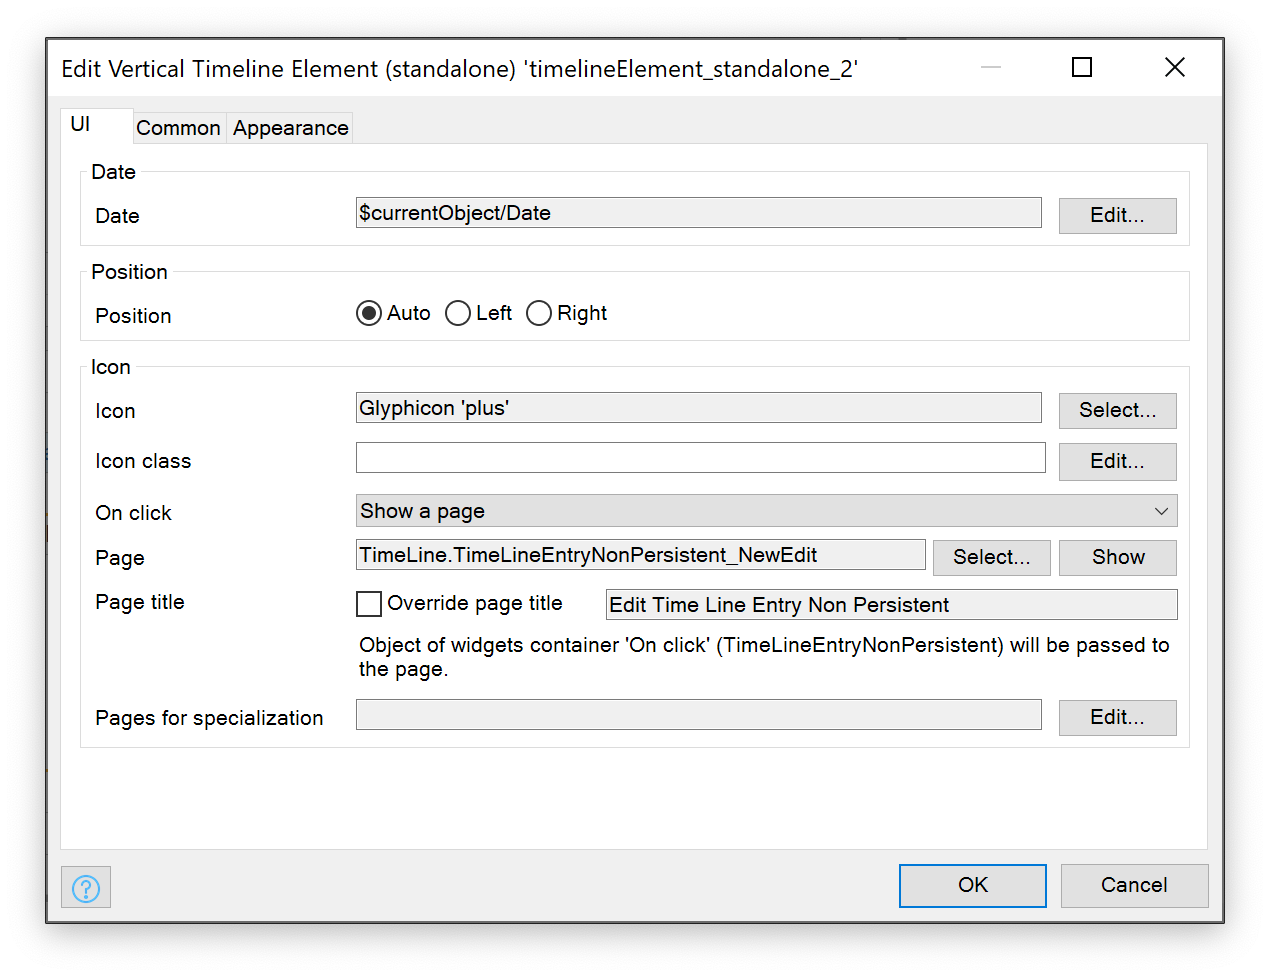 Edit Vertical Timeline Element (standalone) 'timelineElement_standalone_2'
UI Common Appearance
Date
Date $currentObject/Date Edit...
Position
Position Auto Left Right
Icon
Icon Glyphicon 'plus' Select...
Icon class Edit...
On click Show a page
Page TimeLine.TimeLineEntryNonPersistent_NewEdit Select... Show
Page title Override page title Edit Time Line Entry Non Persistent
Object of widgets container 'On click' (TimeLineEntryNonPersistent) will be passed to
the page.
Pages for specialization Edit...
? OK Cancel